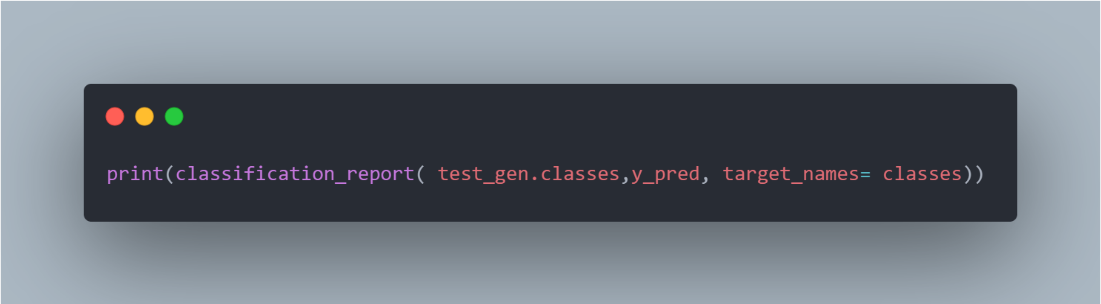 print(classification_report( test_gen.classes,y_pred, target_names= classes))